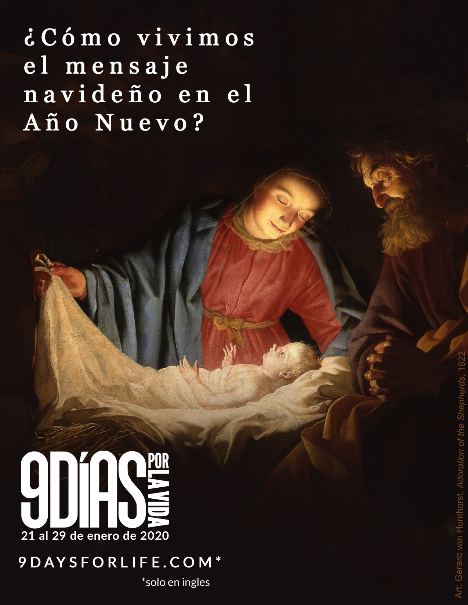 ¿Cómo vivimos
el mensaje
navideño en el
Año Nuevo?
9DÍAS
POR
LA VIDA
21 al 29 de enero de 2020
9DAYSFORLIFE.COM*
*solo en ingles
Art: Gerard van Honthorst. Adoration of the Shepherds, 1622.